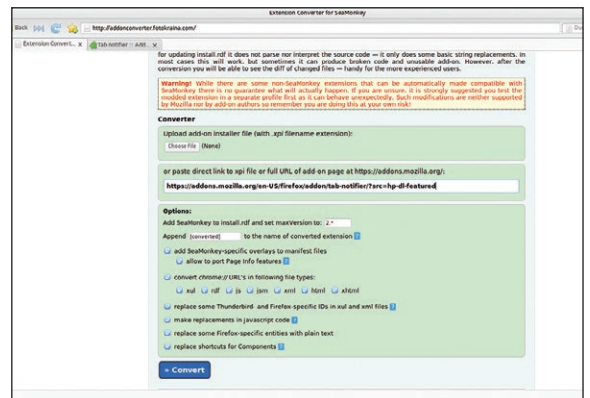 Extension Converter for SeaMonkey
Back
http://addonconverter.fotokraina.com/
Extension Convert... x
tab notifier :: Add... x
for updating install.rdf it does not parse nor interpret the source code — it only does some basic string replacements. In
most cases this will work, but sometimes it can produce broken code and unusable add-on. However, after the
conversion you will be able to see the diff of changed files — handy for the more experienced users.
Warning! While there are some non-SeaMonkey extensions that can be automatically made compatible with
SeaMonkey there is no guarantee what will actually happen. If you are unsure, it is strongly suggested you test the
modded extension in a separate profile first as it can behave unexpectedly. Such modifications are neither supported
by Mozilla nor by add-on authors so remember you are doing this at your own risk!
Converter
Upload add-on installer file (with .xpi filename extension):
Choose File (None)
or paste direct link to xpi file or full URL of add-on page at https://addons.mozilla.org/:
https://addons.mozilla.org/en-US/firefox/addon/tab-notifier/?src=hp-dl-featured
Options:
Add SeaMonkey to install.rdf and set maxVersion to: 2.*
Append [converted] to the name of converted extension ?
add SeaMonkey-specific overlays to manifest files
allow to port Page Info features ?
convert chrome:// URL's in following file types:
xul rdf js jsm xml html xhtml
replace some Thunderbird- and Firefox-specific IDs in xul and xml files ?
make replacements in javascript code ?
replace some Firefox-specific entities with plain text
replace shortcuts for Components ?
» Convert